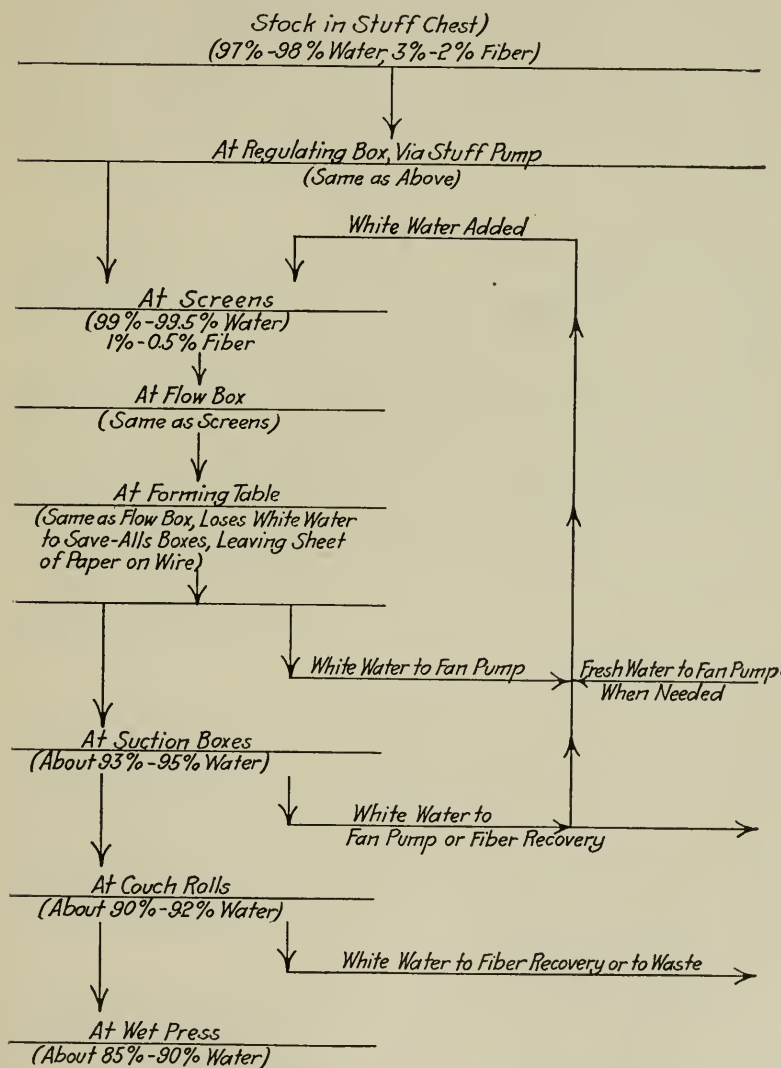 Stock in Stuff Chest)
(97%-98% Water, 3%-2% Fiber)
At Regulating Box, Via Stuff Pump
(Same as Above)
White Water Added
At Screens
(99%-99.5% Water)
1%-0.5% Fiber
At Flow Box
(Same as Screens)
At Forming Table
(Same as Flow Box, Loses White Water
to Save-Alls Boxes, Leaving Sheet
of Paper on Wire)
White Water to Fan Pump
Fresh Water to Fan Pump
When Needed
At Suction Boxes
(About 93%-95% Water)
White Water to
Fan Pump or Fiber Recovery
At Couch Rolls
(About 90%-92% Water)
White Water to Fiber Recovery or to Waste
At Wet Press
(About 85%-90% Water)